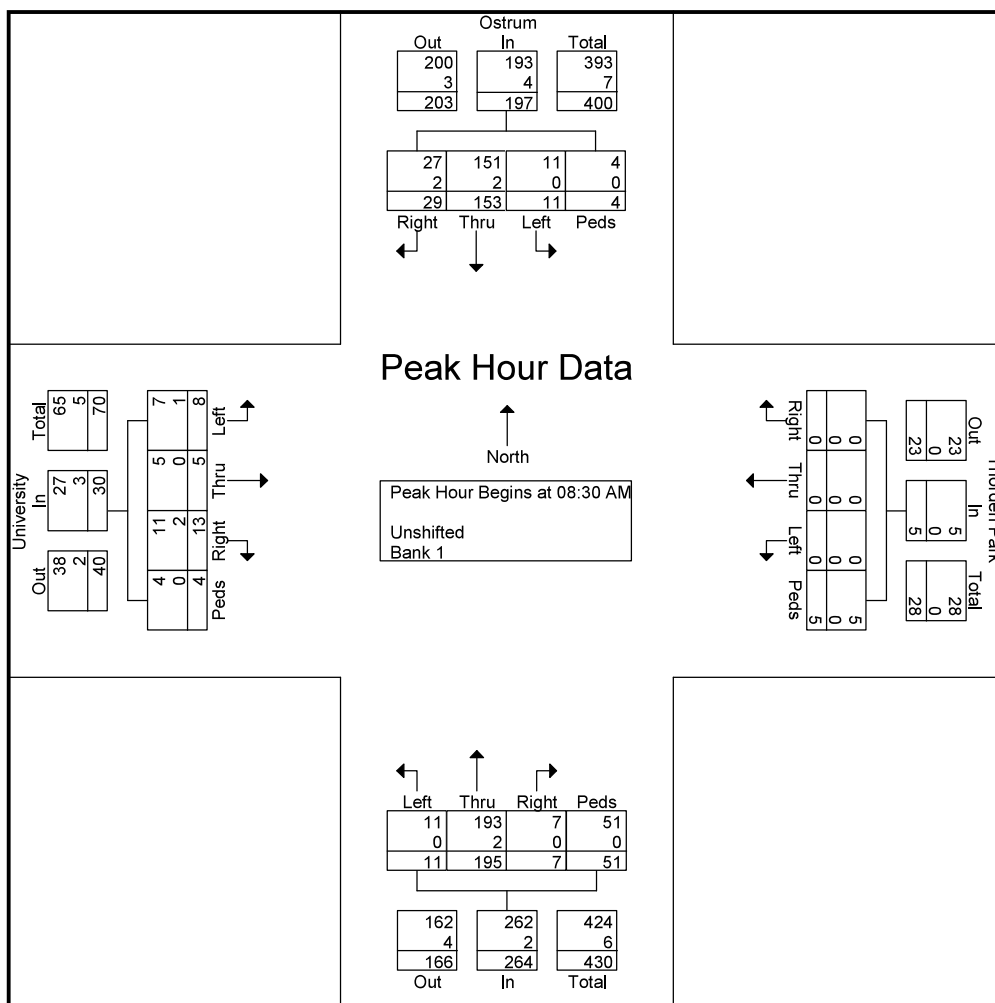 Ostrum
Out In Total
200 193 393
3 4 7
203 197 400
27 151 11 4
2 2 0 0
29 153 11 4
Right Thru Left Peds
Peak Hour Data
North
Peak Hour Begins at 08:30 AM
Unshifted
Bank 1
University
Out In Total
38 27 65
2 3 5
40 30 70
7 5 11 4
1 0 2 0
8 5 13 4
Left Thru Right Peds
Out In Total
23 5 28
0 0 0
23 5 28
0 0 0 5
0 0 0 0
0 0 0 5
Right Thru Left Peds
Left Thru Right Peds
11 193 7 51
0 2 0 0
11 195 7 51
162 262 424
4 2 6
166 264 430
Out In Total